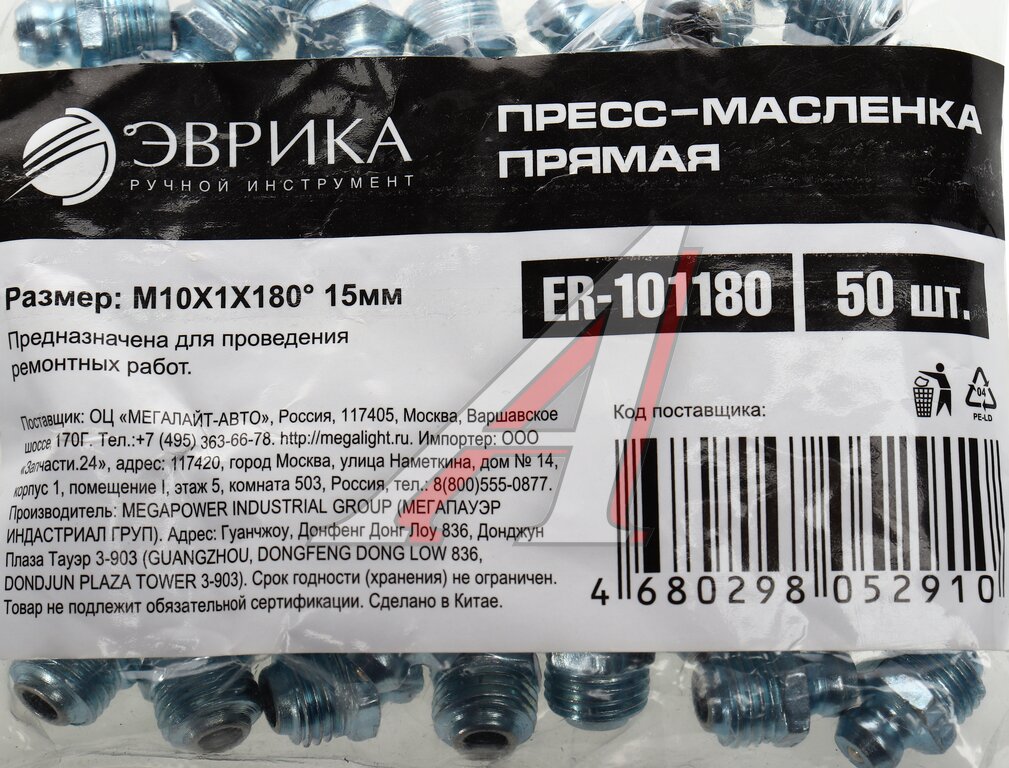 ЭВРИКА
РУЧНОЙ ИНСТРУМЕНТ
ПРЕСС-МАСЛЕНКА
ПРЯМАЯ
Размер: М10Х1Х180° 15мм
ER-101180
50 шт.
Предназначена для проведения
ремонтных работ.
04
PE-LD
Поставщик: ОЦ «МЕГАЛАЙТ-АВТО», Россия, 117405, Москва, Варшавское
шоссе 170Г, Тел.:+7 (495) 363-66-78. http://megalight.ru. Импортер: ООО
«Запчасти.24», адрес: 117420, город Москва, улица Наметкина, дом № 14,
корпус 1, помещение I, этаж 5, комната 503, Россия, тел.: 8(800)555-0877.
Производитель: MEGAPOWER INDUSTRIAL GROUP (МЕГАПАУЭР
ИНДАСТРИАЛ ГРУП). Адрес: Гуанчжоу, Донфенг Донг Лоу 836, Донджун
Плаза Тауэр 3-903 (GUANGZHOU, DONGFENG DONG LOW 836,
DONDJUN PLAZA TOWER 3-903). Срок годности (хранения) не ограничен.
Товар не подлежит обязательной сертификации. Сделано в Китае.
Код поставщика:
4 680298 052910